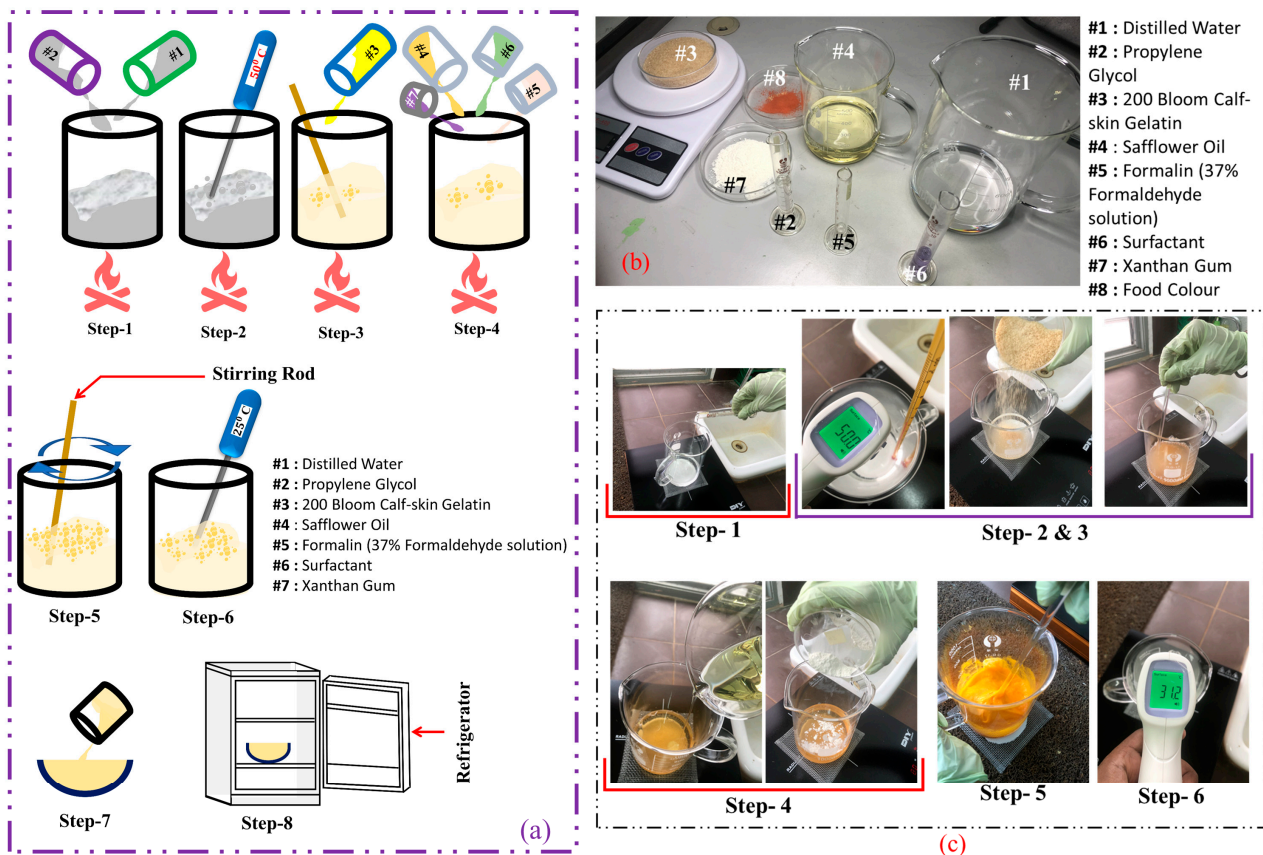 #2
#1
50⁰ C
#3
#4
#6
#7
#5
Step-1
Step-2
Step-3
Step-4
Stirring Rod
25⁰ C
#1 : Distilled Water
#2 : Propylene Glycol
#3 : 200 Bloom Calf-skin Gelatin
#4 : Safflower Oil
#5 : Formalin (37% Formaldehyde solution)
#6 : Surfactant
#7 : Xanthan Gum
Step-5
Step-6
Refrigerator
Step-7
Step-8
(a)
#3
#4
#8
#1
#7
#2
#5
#6
(b)
#1 : Distilled Water
#2 : Propylene
Glycol
#3 : 200 Bloom Calf-
skin Gelatin
#4 : Safflower Oil
#5 : Formalin (37%
Formaldehyde
solution)
#6 : Surfactant
#7 : Xanthan Gum
#8 : Food Colour
50.0
DIY
Step- 1
Step- 2 & 3
DIY
31.2
Step- 4
Step- 5
Step- 6
(c)